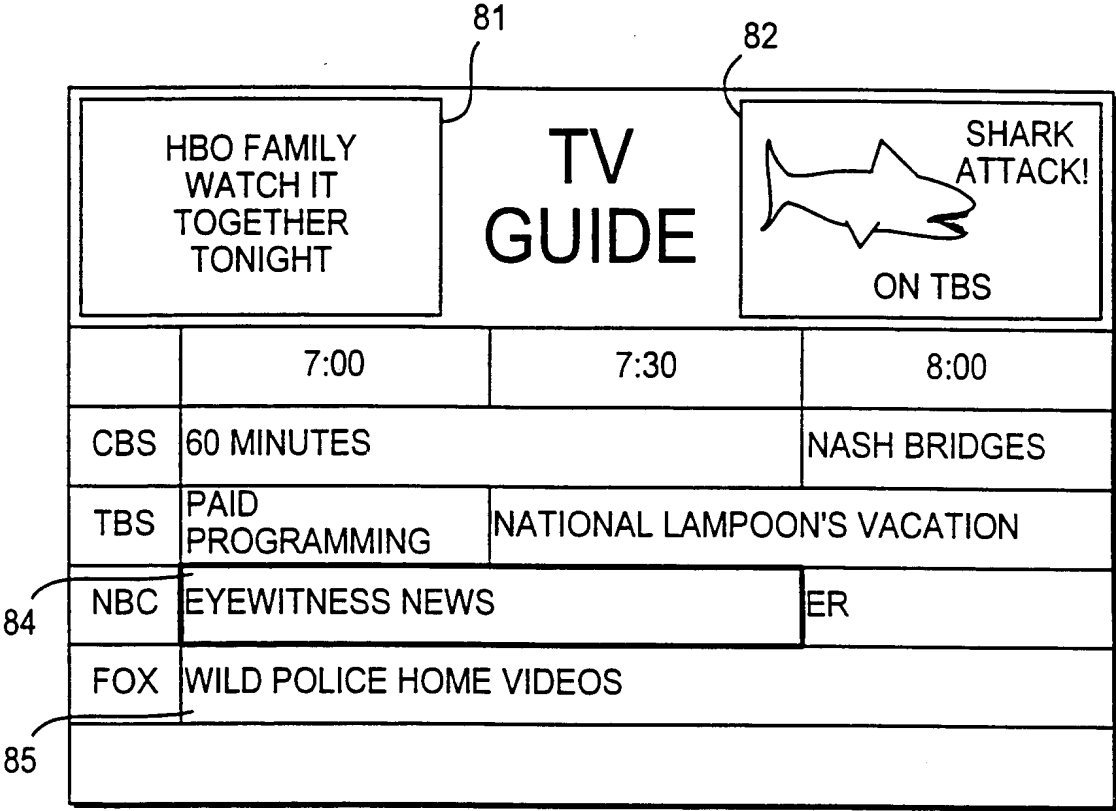 81
82
HBO FAMILY
WATCH IT
TOGETHER
TONIGHT
TV
GUIDE
SHARK
ATTACK!
ON TBS
7:00 7:30 8:00
CBS 60 MINUTES NASH BRIDGES
TBS PAID
PROGRAMMING NATIONAL LAMPOON'S VACATION
84 NBC EYEWITNESS NEWS ER
FOX WILD POLICE HOME VIDEOS
85